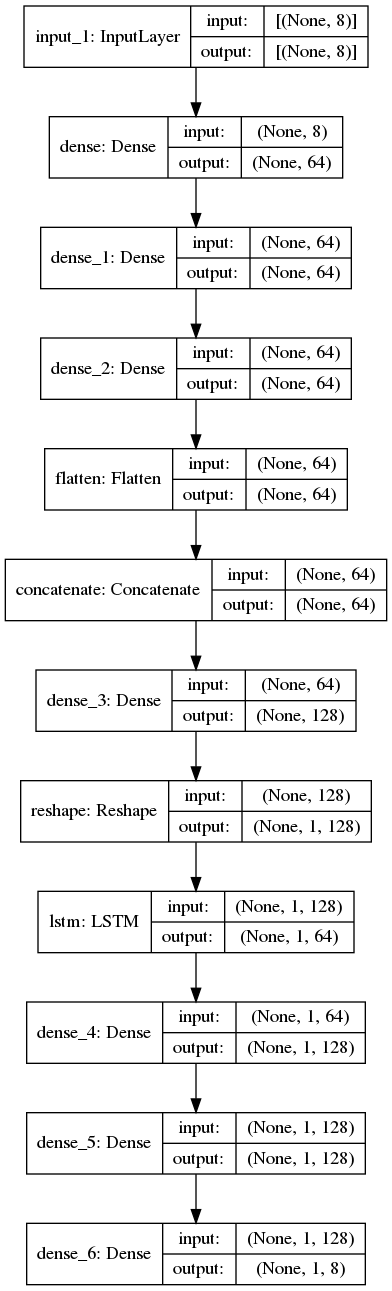 input_1: InputLayer
input:
[(None, 8)]
output:
[(None, 8)]
dense: Dense
input:
(None, 8)
output:
(None, 64)
dense_1: Dense
input:
(None, 64)
output:
(None, 64)
dense_2: Dense
input:
(None, 64)
output:
(None, 64)
flatten: Flatten
input:
(None, 64)
output:
(None, 64)
concatenate: Concatenate
input:
(None, 64)
output:
(None, 64)
dense_3: Dense
input:
(None, 64)
output:
(None, 128)
reshape: Reshape
input:
(None, 128)
output:
(None, 1, 128)
lstm: LSTM
input:
(None, 1, 128)
output:
(None, 1, 64)
dense_4: Dense
input:
(None, 1, 64)
output:
(None, 1, 128)
dense_5: Dense
input:
(None, 1, 128)
output:
(None, 1, 128)
dense_6: Dense
input:
(None, 1, 128)
output:
(None, 1, 8)